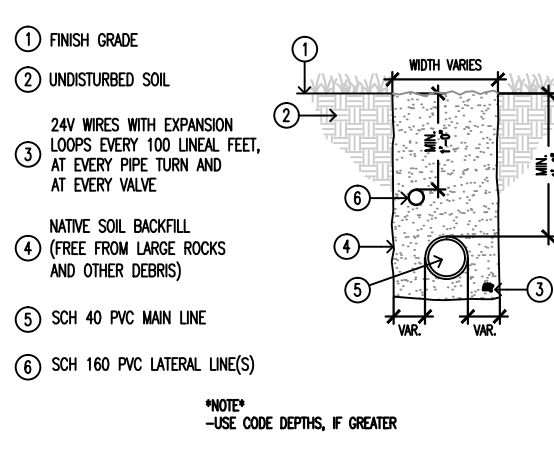 1 FINISH GRADE
2 UNDISTURBED SOIL
3 24V WIRES WITH EXPANSION
LOOPS EVERY 100 LINEAL FEET,
AT EVERY PIPE TURN AND
AT EVERY VALVE
4 NATIVE SOIL BACKFILL
(FREE FROM LARGE ROCKS
AND OTHER DEBRIS)
5 SCH 40 PVC MAIN LINE
6 SCH 160 PVC LATERAL LINE(S)
1
WIDTH VARIES
2
MIN.
1'-0"
MIN.
6
4
5
3
VAR.
VAR.
*NOTE*
-USE CODE DEPTHS, IF GREATER